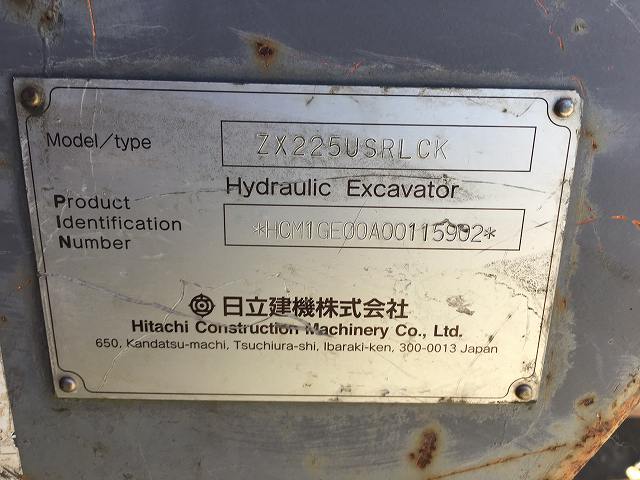 Model/type ZX225USRLCK
Hydraulic Excavator
Product
Identification
Number
*HCM1GE00A00115902*
日立建機株式会社
Hitachi Construction Machinery Co., Ltd.
650, Kandatsu-machi, Tsuchiura-shi, Ibaraki-ken, 300-0013 Japan